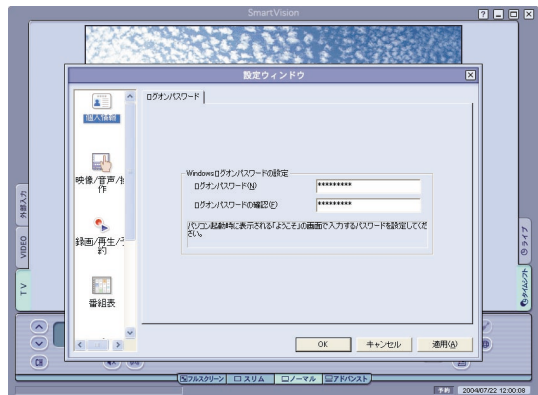 SmartVision
設定ウィンドウ
個人情報
映像/音声/操
作
録画/再生/予
約
番組表
ログオンパスワード
Windowsログオンパスワードの設定
ログオンパスワード(N)
*********
ログオンパスワードの確認(F)
*********
パソコン起動時に表示される「ようこそ」の画面で入力するパスワードを設定してくだ
さい。
OK
キャンセル
適用(A)
外部入力
VIDEO
TV
ライブ
タイムシフト
フルスクリーン
スリム
ノーマル
アドバンスト
予約
2004/07/22 12:00:08